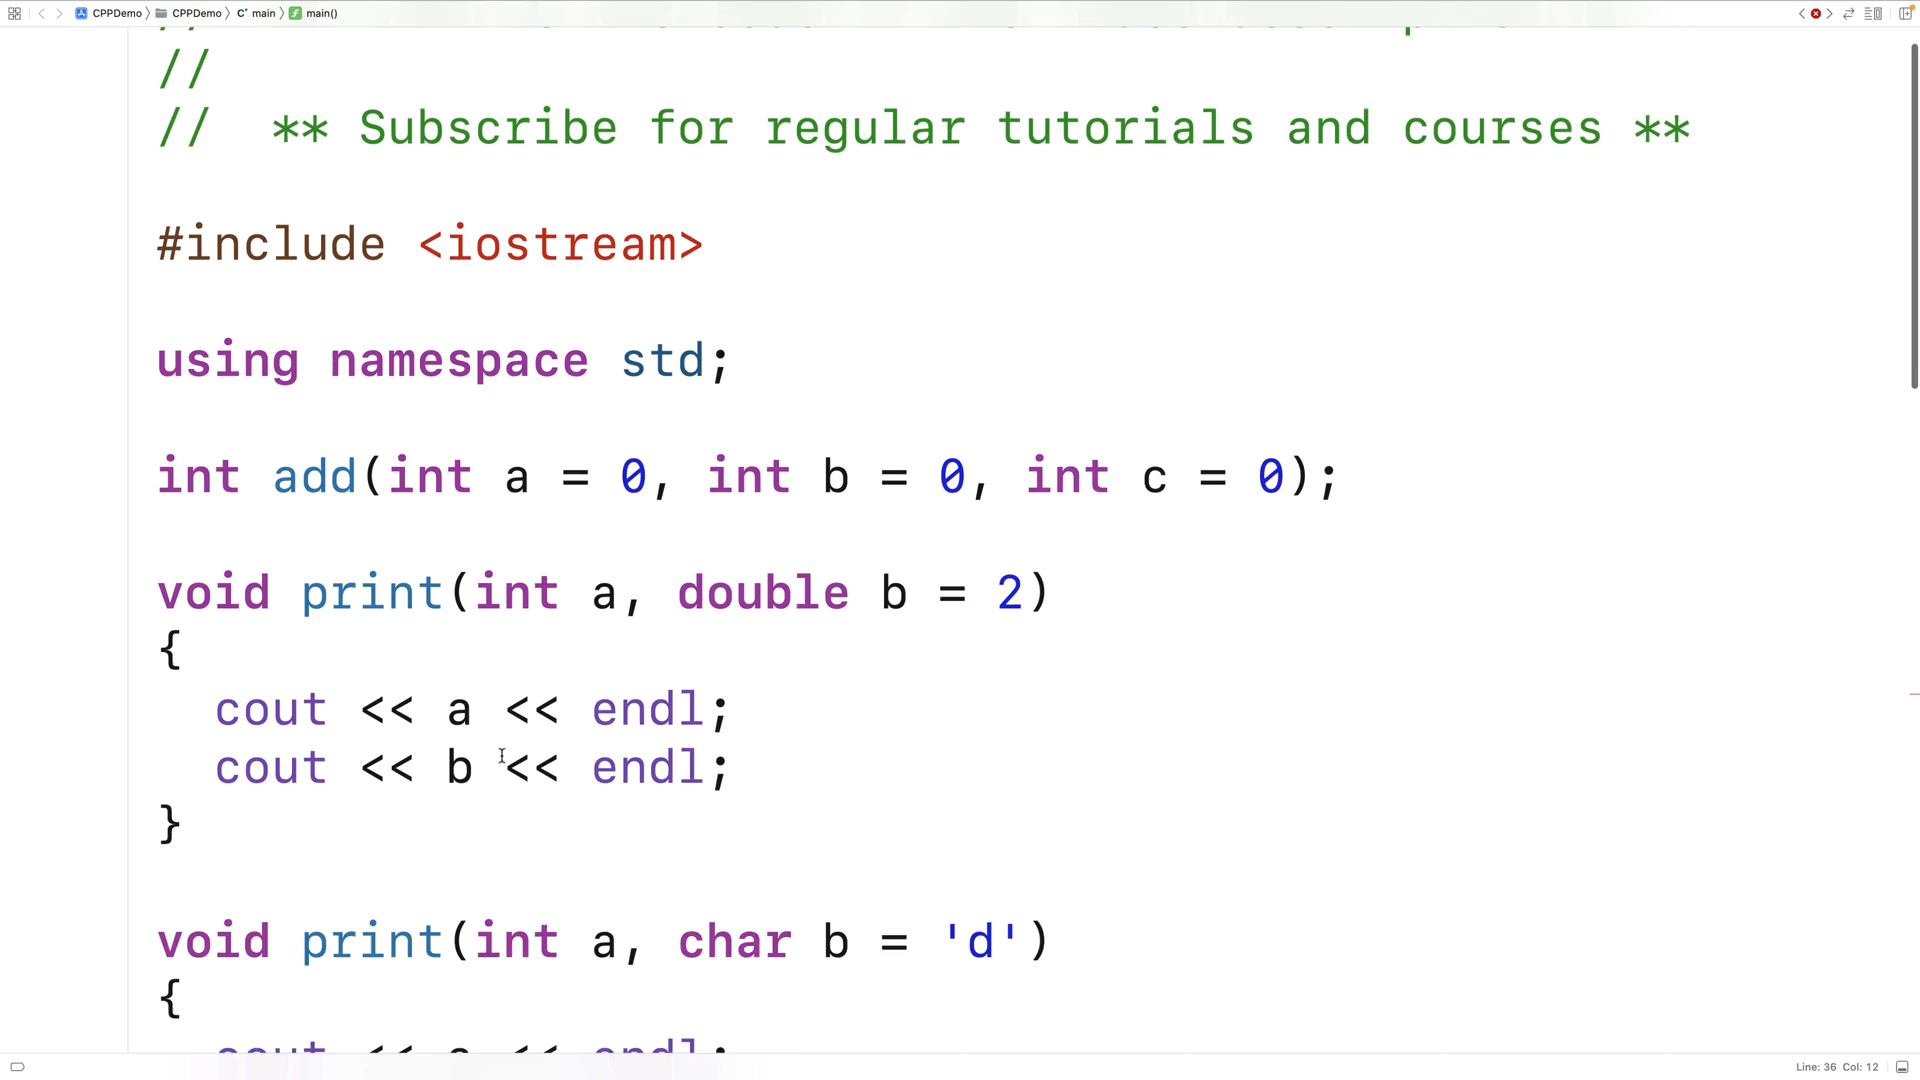 CPPDemo CPPDemo main main()
//
// ** Subscribe for regular tutorials and courses **
#include <iostream>
using namespace std;
int add(int a = 0, int b = 0, int c = 0);
void print(int a, double b = 2)
{
cout << a << endl;
cout << b << endl;
}
void print(int a, char b = 'd')
{
cout << a << endl;
Line: 36 Col: 12